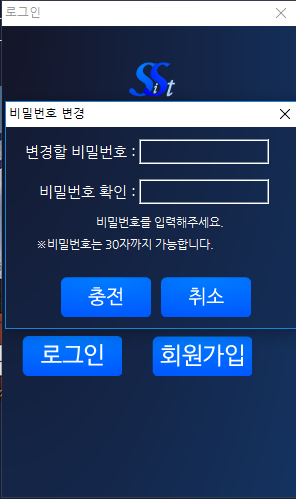 로그인
SSit
비밀번호 변경
변경할 비밀번호 :
비밀번호 확인 :
비밀번호를 입력해주세요.
※비밀번호는 30자까지 가능합니다.
충전 취소
로그인 회원가입